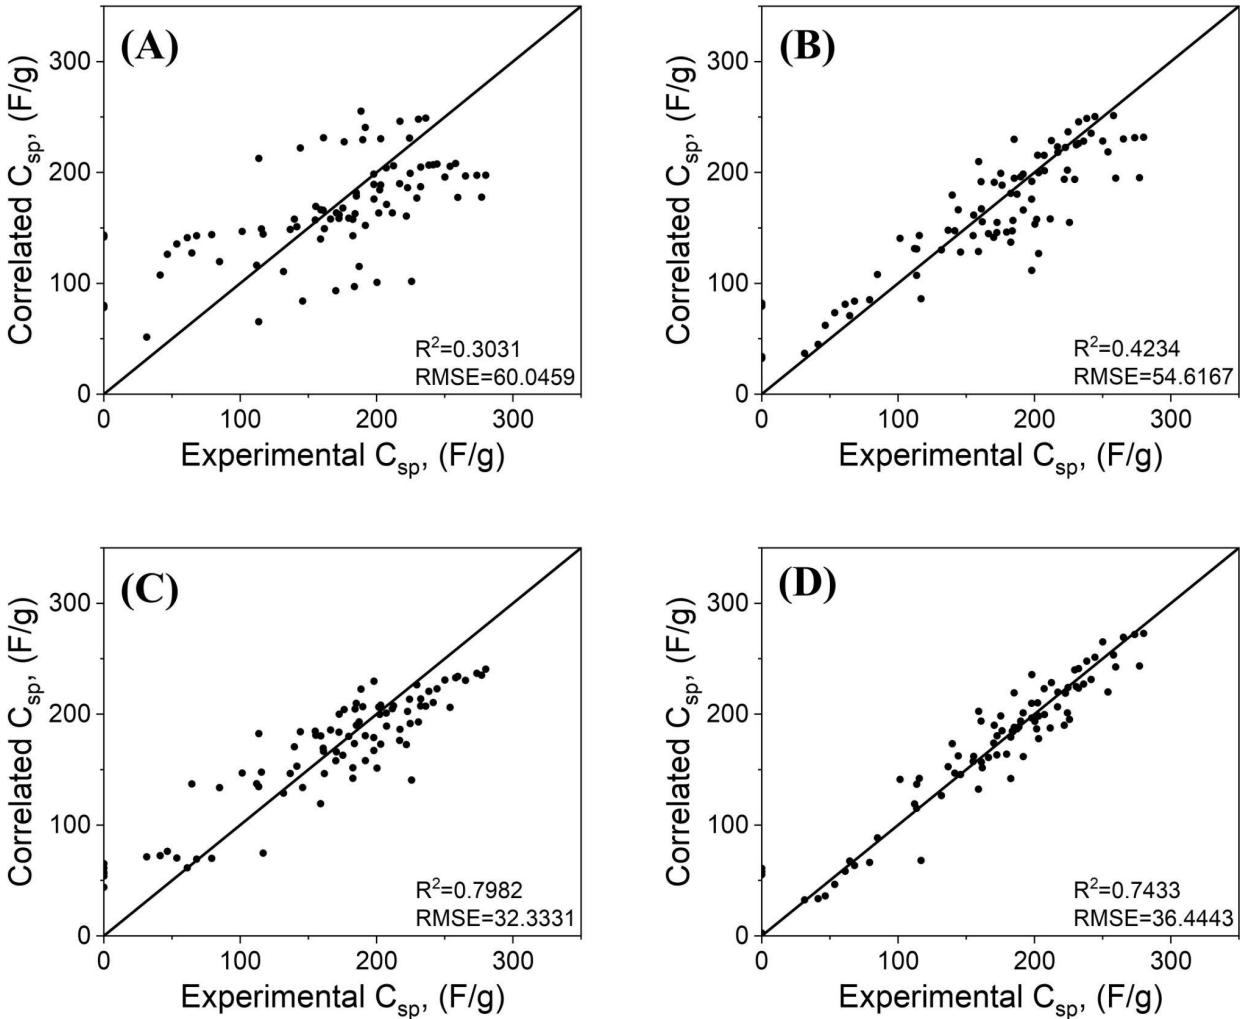 (A)
Correlated C_sp, (F/g)
300
200
100
0
R²=0.3031
RMSE=60.0459
0 100 200 300
Experimental C_sp, (F/g)
(B)
Correlated C_sp, (F/g)
300
200
100
0
R²=0.4234
RMSE=54.6167
0 100 200 300
Experimental C_sp, (F/g)
(C)
Correlated C_sp, (F/g)
300
200
100
0
R²=0.7982
RMSE=32.3331
0 100 200 300
Experimental C_sp, (F/g)
(D)
Correlated C_sp, (F/g)
300
200
100
0
R²=0.7433
RMSE=36.4443
0 100 200 300
Experimental C_sp, (F/g)